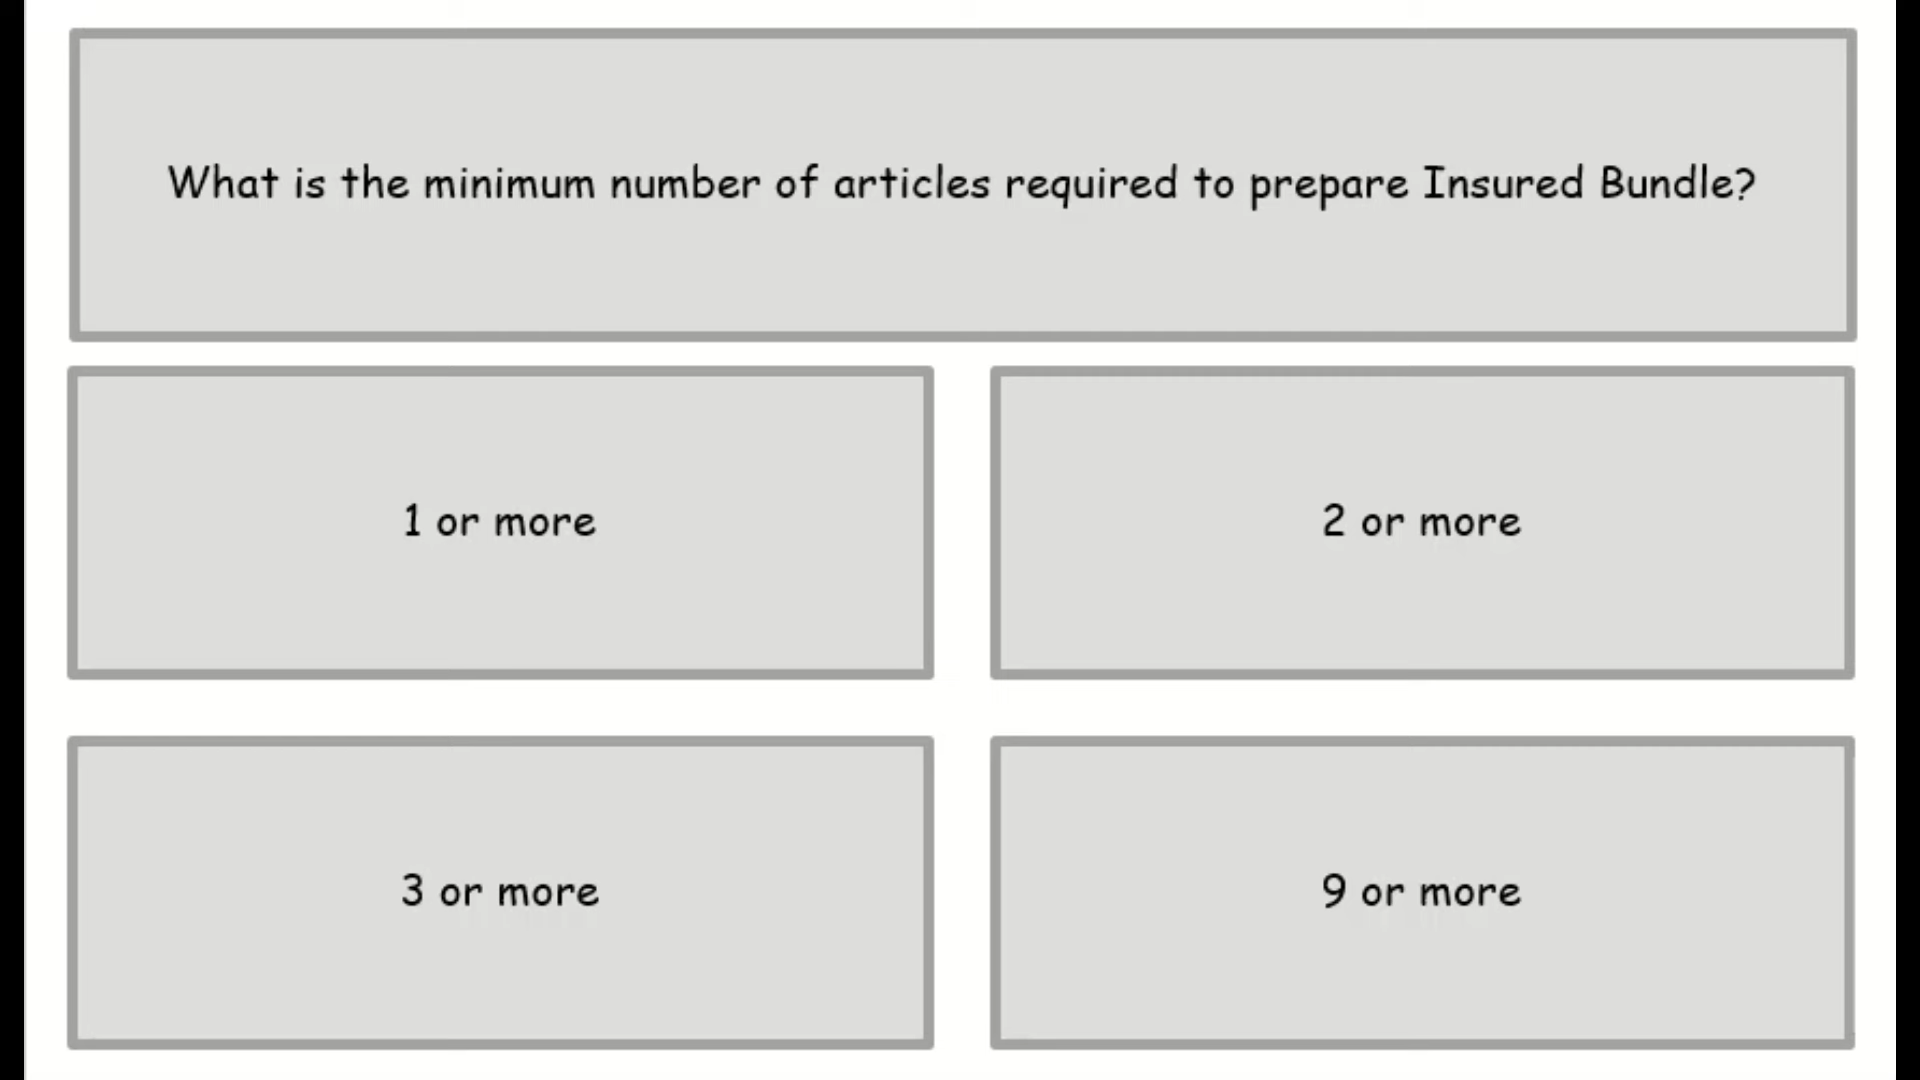 What is the minimum number of articles required to prepare Insured Bundle?
1 or more
2 or more
3 or more
9 or more